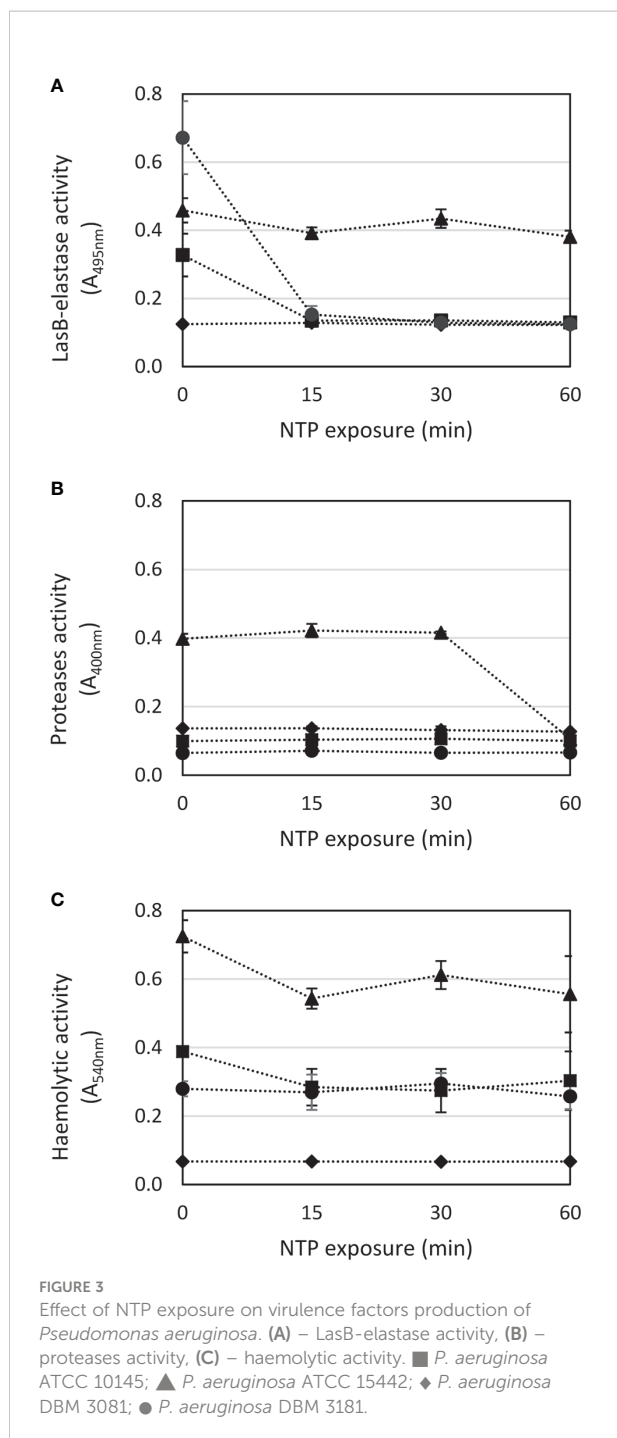 A
0.8
0.6
0.4
0.2
0.0
LasB-elastase activity
(A495nm)
0 15 30 60
NTP exposure (min)
B
0.8
0.6
0.4
0.2
0.0
Proteases activity
(A400nm)
0 15 30 60
NTP exposure (min)
C
0.8
0.6
0.4
0.2
0.0
Haemolytic activity
(A540nm)
0 15 30 60
NTP exposure (min)
FIGURE 3
Effect of NTP exposure on virulence factors production of
Pseudomonas aeruginosa. (A) – LasB-elastase activity, (B) –
proteases activity, (C) – haemolytic activity. ■ P. aeruginosa
ATCC 10145; ▲ P. aeruginosa ATCC 15442; ◆ P. aeruginosa
DBM 3081; ● P. aeruginosa DBM 3181.